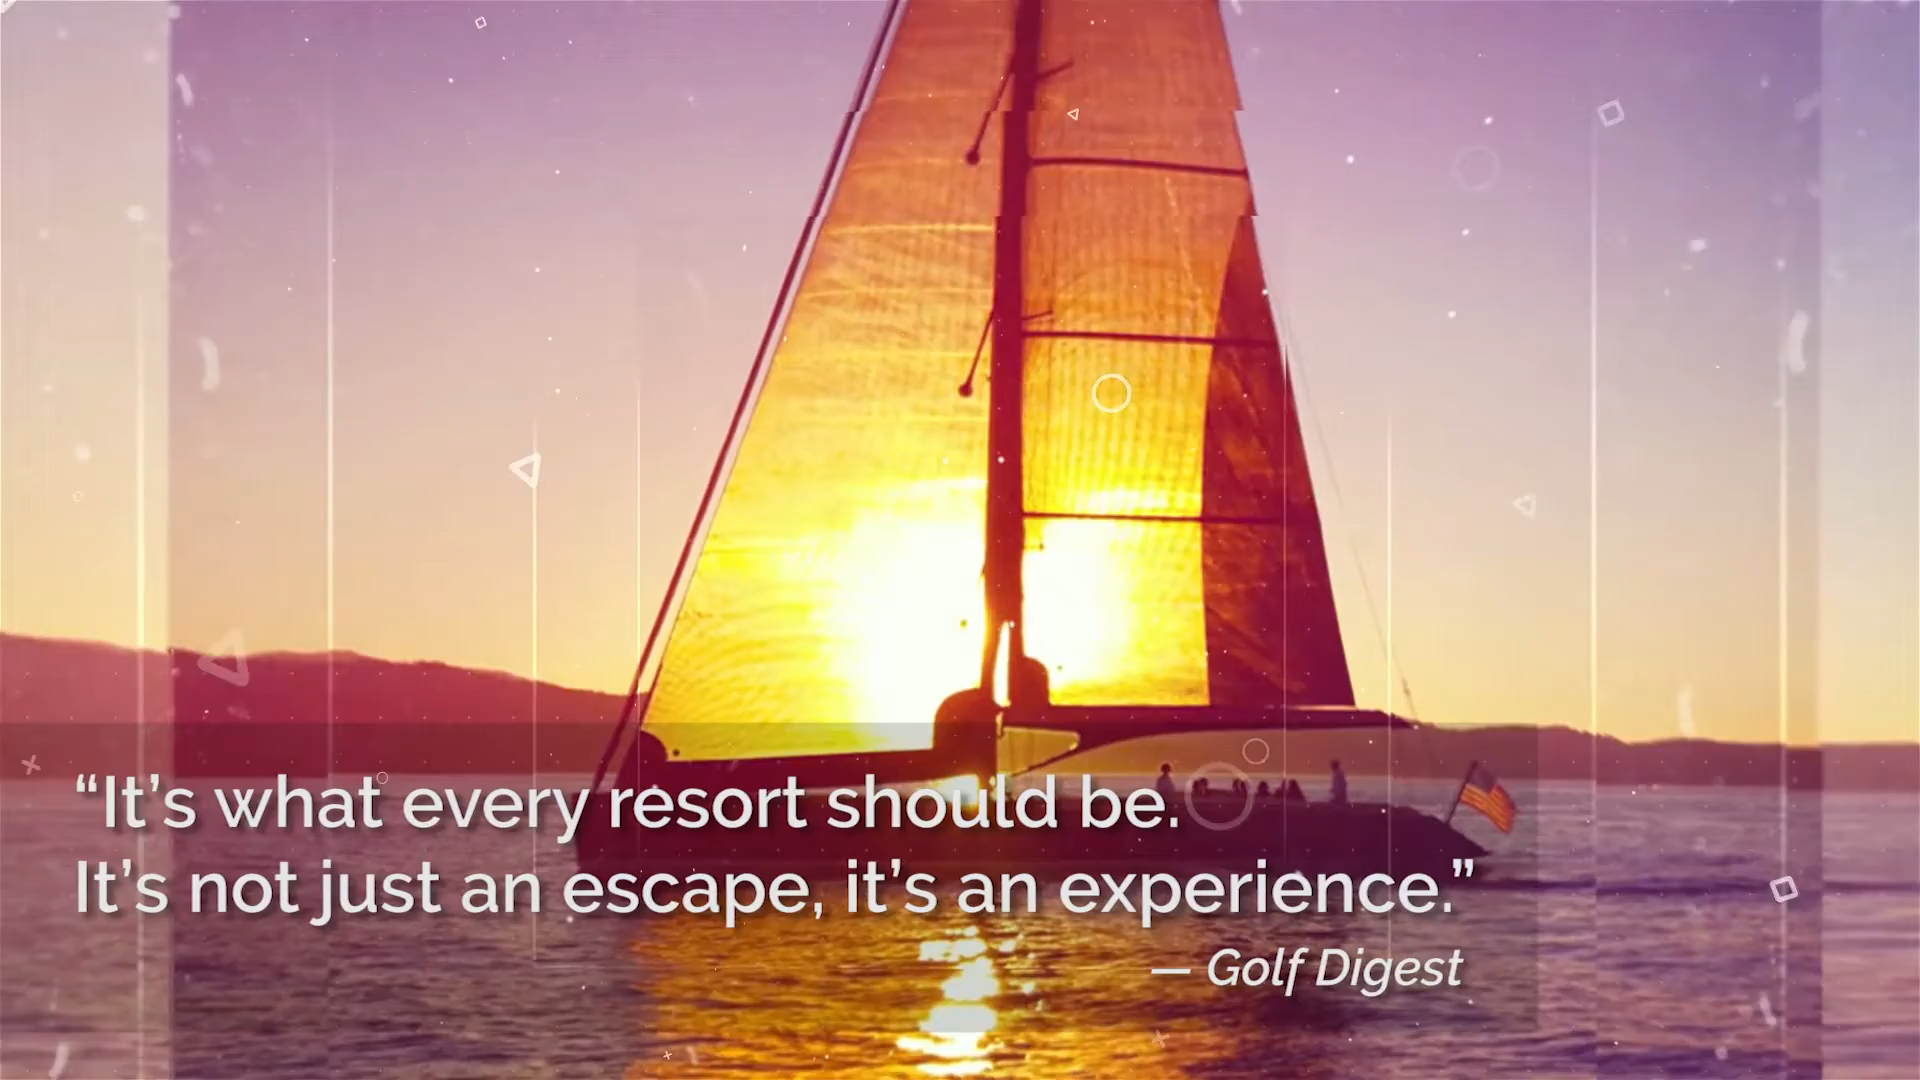 “It’s what every resort should be.
It’s not just an escape, it’s an experience.”
— Golf Digest